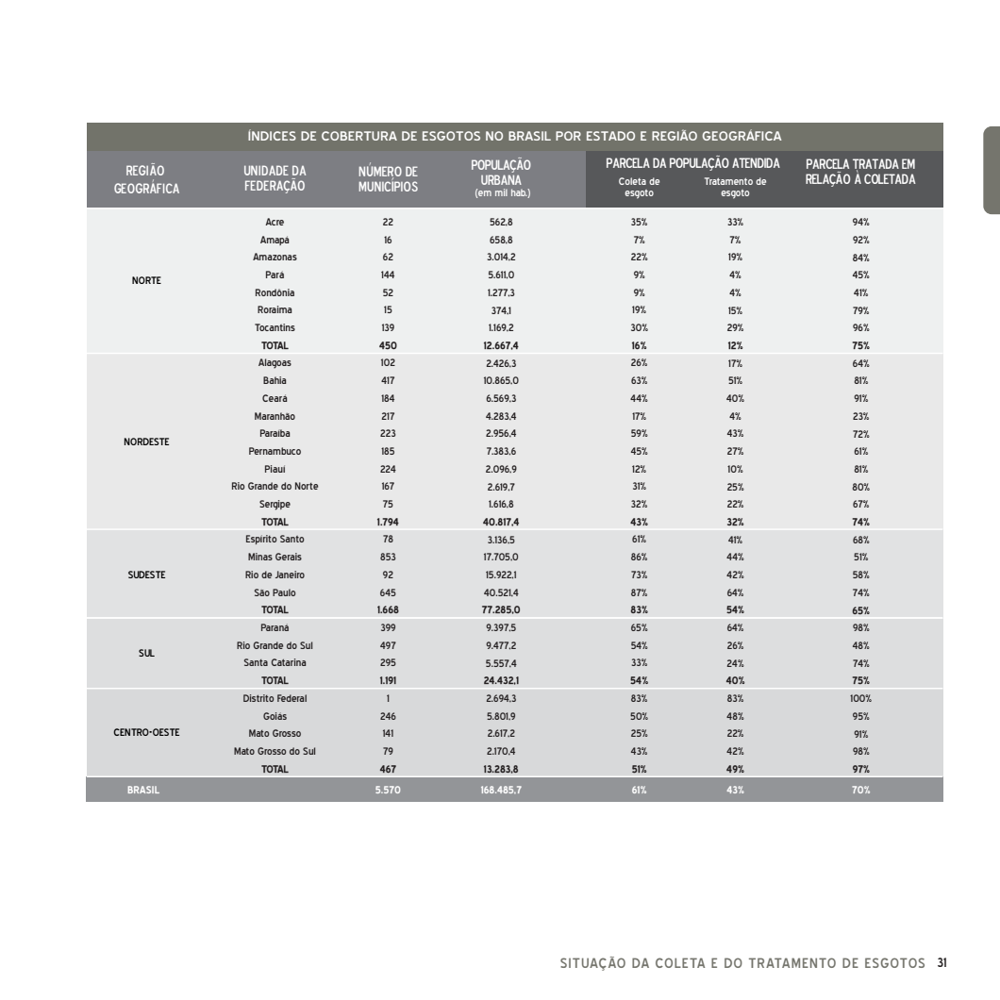 ÍNDICES DE COBERTURA DE ESGOTOS NO BRASIL POR ESTADO E REGIÃO GEOGRÁFICA
REGIÃO GEOGRÁFICA UNIDADE DA FEDERAÇÃO NÚMERO DE MUNICÍPIOS POPULAÇÃO URBANA (em mil hab.) PARCELA DA POPULAÇÃO ATENDIDA PARCELA TRATADA EM RELAÇÃO À COLETADA
Coleta de esgoto Tratamento de esgoto
NORTE
Acre 22 562,8 35% 33% 94%
Amapá 16 658,8 7% 7% 92%
Amazonas 62 3.014,2 22% 19% 84%
Pará 144 5.611,0 9% 4% 45%
Rondônia 52 1.277,3 9% 4% 41%
Roraima 15 374,1 19% 15% 79%
Tocantins 139 1.169,2 30% 29% 96%
TOTAL 450 12.667,4 16% 12% 75%
NORDESTE
Alagoas 102 2.426,3 26% 17% 64%
Bahia 417 10.865,0 63% 51% 81%
Ceará 184 6.569,3 44% 40% 91%
Maranhão 217 4.283,4 17% 4% 23%
Paraíba 223 2.956,4 59% 43% 72%
Pernambuco 185 7.383,6 45% 27% 61%
Piauí 224 2.096,9 12% 10% 81%
Rio Grande do Norte 167 2.619,7 31% 25% 80%
Sergipe 75 1.616,8 32% 22% 67%
TOTAL 1.794 40.817,4 43% 32% 74%
SUDESTE
Espírito Santo 78 3.136,5 61% 41% 68%
Minas Gerais 853 17.705,0 86% 44% 51%
Rio de Janeiro 92 15.922,1 73% 42% 58%
São Paulo 645 40.521,4 87% 64% 74%
TOTAL 1.668 77.285,0 83% 54% 65%
SUL
Paraná 399 9.397,5 65% 64% 98%
Rio Grande do Sul 497 9.477,2 54% 26% 48%
Santa Catarina 295 5.557,4 33% 24% 74%
TOTAL 1.191 24.432,1 54% 40% 75%
CENTRO-OESTE
Distrito Federal 1 2.694,3 83% 83% 100%
Goiás 246 5.801,9 50% 48% 95%
Mato Grosso 141 2.617,2 25% 22% 91%
Mato Grosso do Sul 79 2.170,4 43% 42% 98%
TOTAL 467 13.283,8 51% 49% 97%
BRASIL 5.570 168.485,7 61% 43% 70%
SITUAÇÃO DA COLETA E DO TRATAMENTO DE ESGOTOS 31